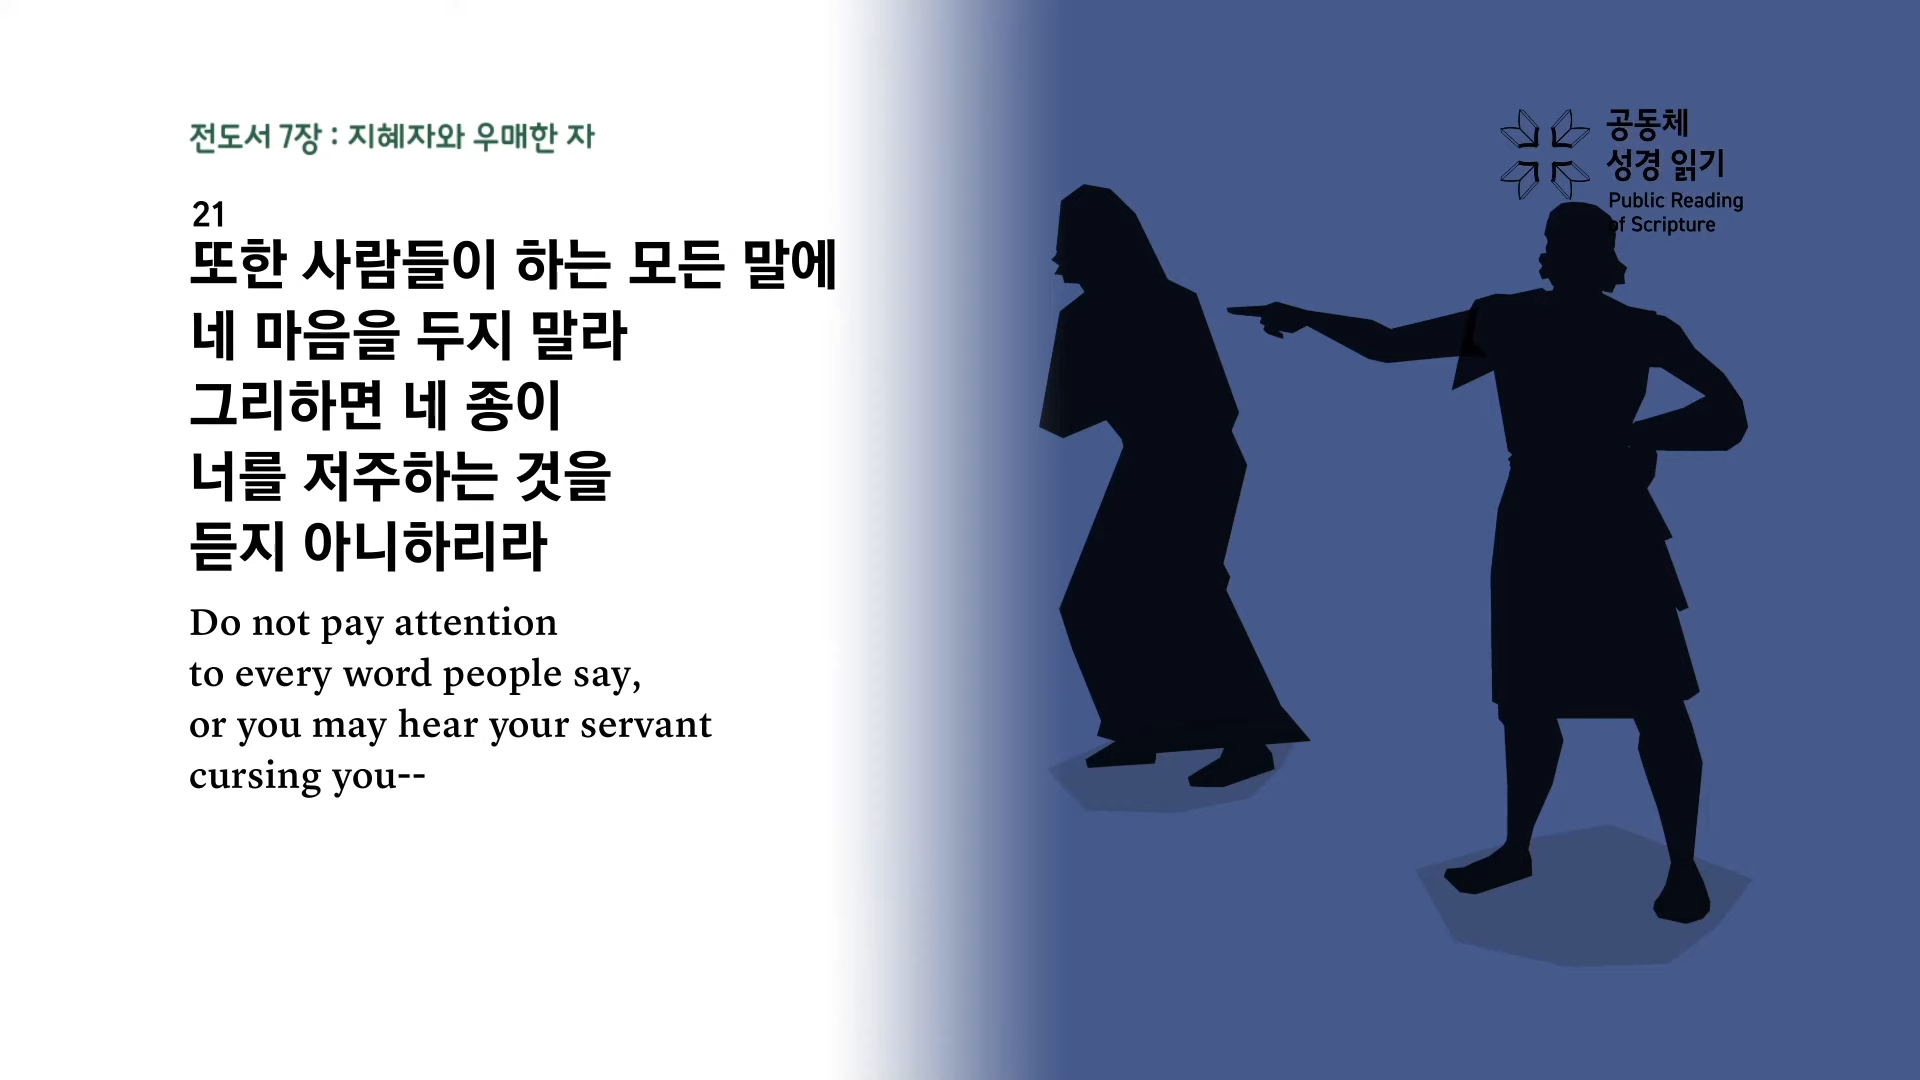 전도서 7장 : 지혜자와 우매한 자
21
또한 사람들이 하는 모든 말에
네 마음을 두지 말라
그리하면 네 종이
너를 저주하는 것을
듣지 아니하리라
Do not pay attention
to every word people say,
or you may hear your servant
cursing you--
공동체
성경 읽기
Public Reading
of Scripture